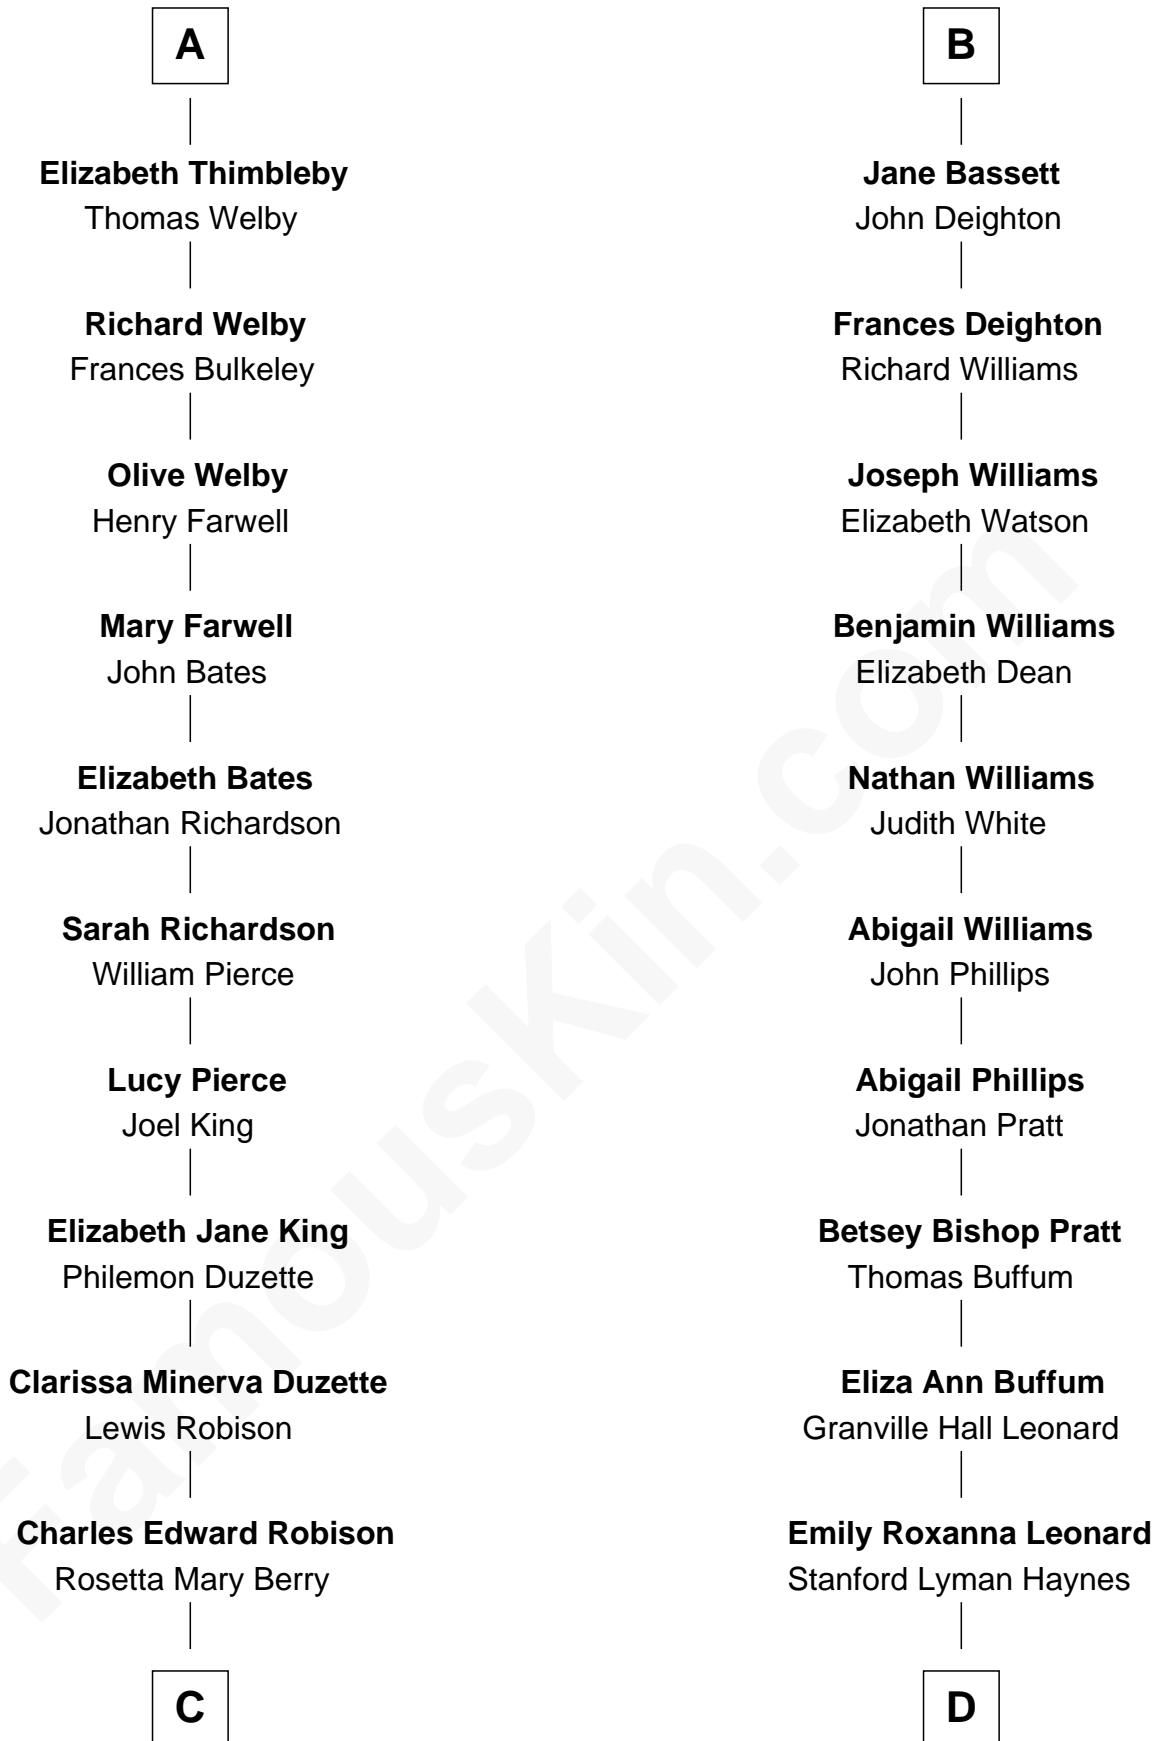 A
Elizabeth Thimbleby
Thomas Welby
Richard Welby
Frances Bulkeley
Olive Welby
Henry Farwell
Mary Farwell
John Bates
Elizabeth Bates
Jonathan Richardson
Sarah Richardson
William Pierce
Lucy Pierce
Joel King
Elizabeth Jane King
Philemon Duzette
Clarissa Minerva Duzette
Lewis Robison
Charles Edward Robison
Rosetta Mary Berry
C
B
Jane Bassett
John Deighton
Frances Deighton
Richard Williams
Joseph Williams
Elizabeth Watson
Benjamin Williams
Elizabeth Dean
Nathan Williams
Judith White
Abigail Williams
John Phillips
Abigail Phillips
Jonathan Pratt
Betsey Bishop Pratt
Thomas Buffum
Eliza Ann Buffum
Granville Hall Leonard
Emily Roxanna Leonard
Stanford Lyman Haynes
D
FamousKin.com